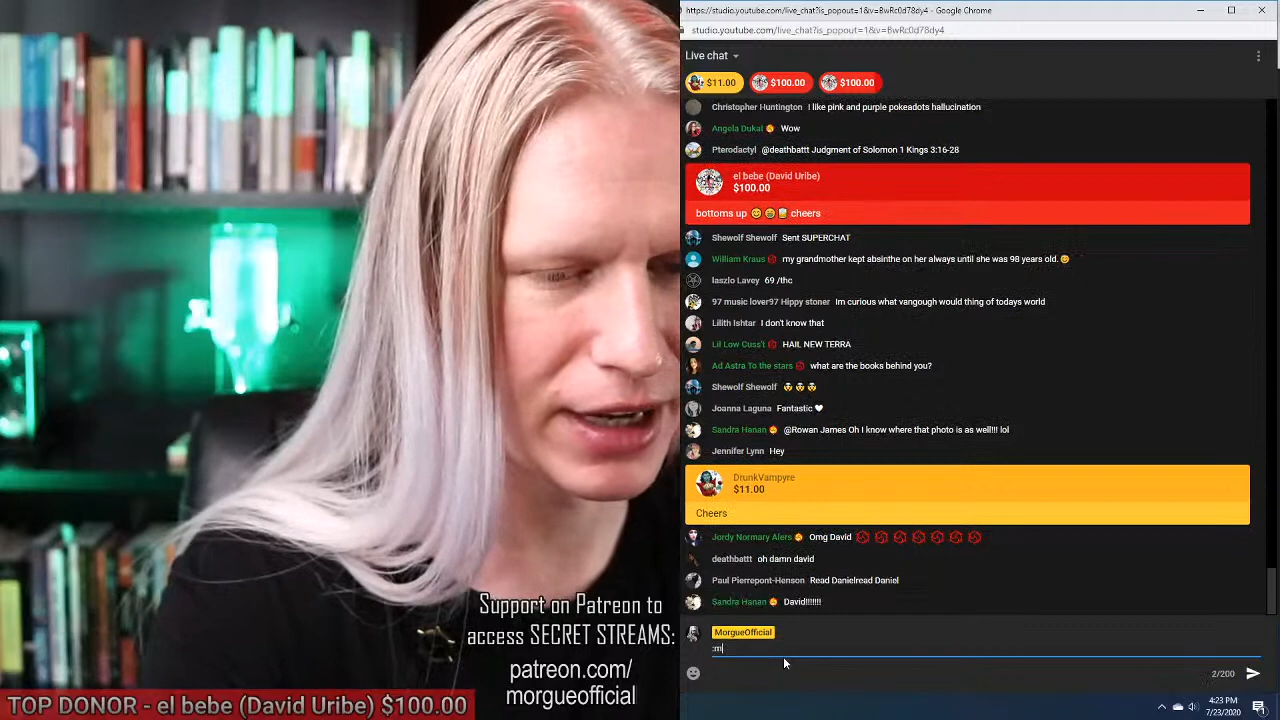 https://studio.youtube.com/live_chat?is_popout=1&v=BwRc0d78dy4 - Google Chrome
studio.youtube.com/live_chat?is_popout=1&v=BwRc0d78dy4
Live chat
$11.00 $100.00 $100.00
Christopher Huntington I like pink and purple pokeadots hallucination
Angela Dukat Wow
Pterodactyl @deathbattt Judgment of Solomon 1 Kings 3:16-28
el bebe (David Uribe)
$100.00
bottoms up 😊😄🍺 cheers
Shewolf Shewolf Sent SUPERCHAT
William Kraus my grandmother kept absinthe on her always until she was 98 years old.😊
laszlo Lavey 69 /thc
97 music lover97 Hippy stoner Im curious what vangough would thing of todays world
Lilith Ishtar I don't know that
Lil Low Cuss't HAIL NEW TERRA
Ad Astra To the stars what are the books behind you?
Shewolf Shewolf
Joanna Laguna Fantastic 🤍
Sandra Hanan @Rowan James Oh I know where that photo is as well!!! lol
Jennifer Lynn Hey
DrunkVampyre
$11.00
Cheers
Jordy Normary Alers Omg David
deathbattt oh damn david
Paul Pierrepont-Henson Read Danielread Daniel
Sandra Hanan David!!!!!!!
MorgueOfficial
:m
2/200
Support on Patreon to
access SECRET STREAMS:
patreon.com/
morgueofficial
TOP DONOR - el bebe (David Uribe) $100.00
4:23 PM
7/23/2020